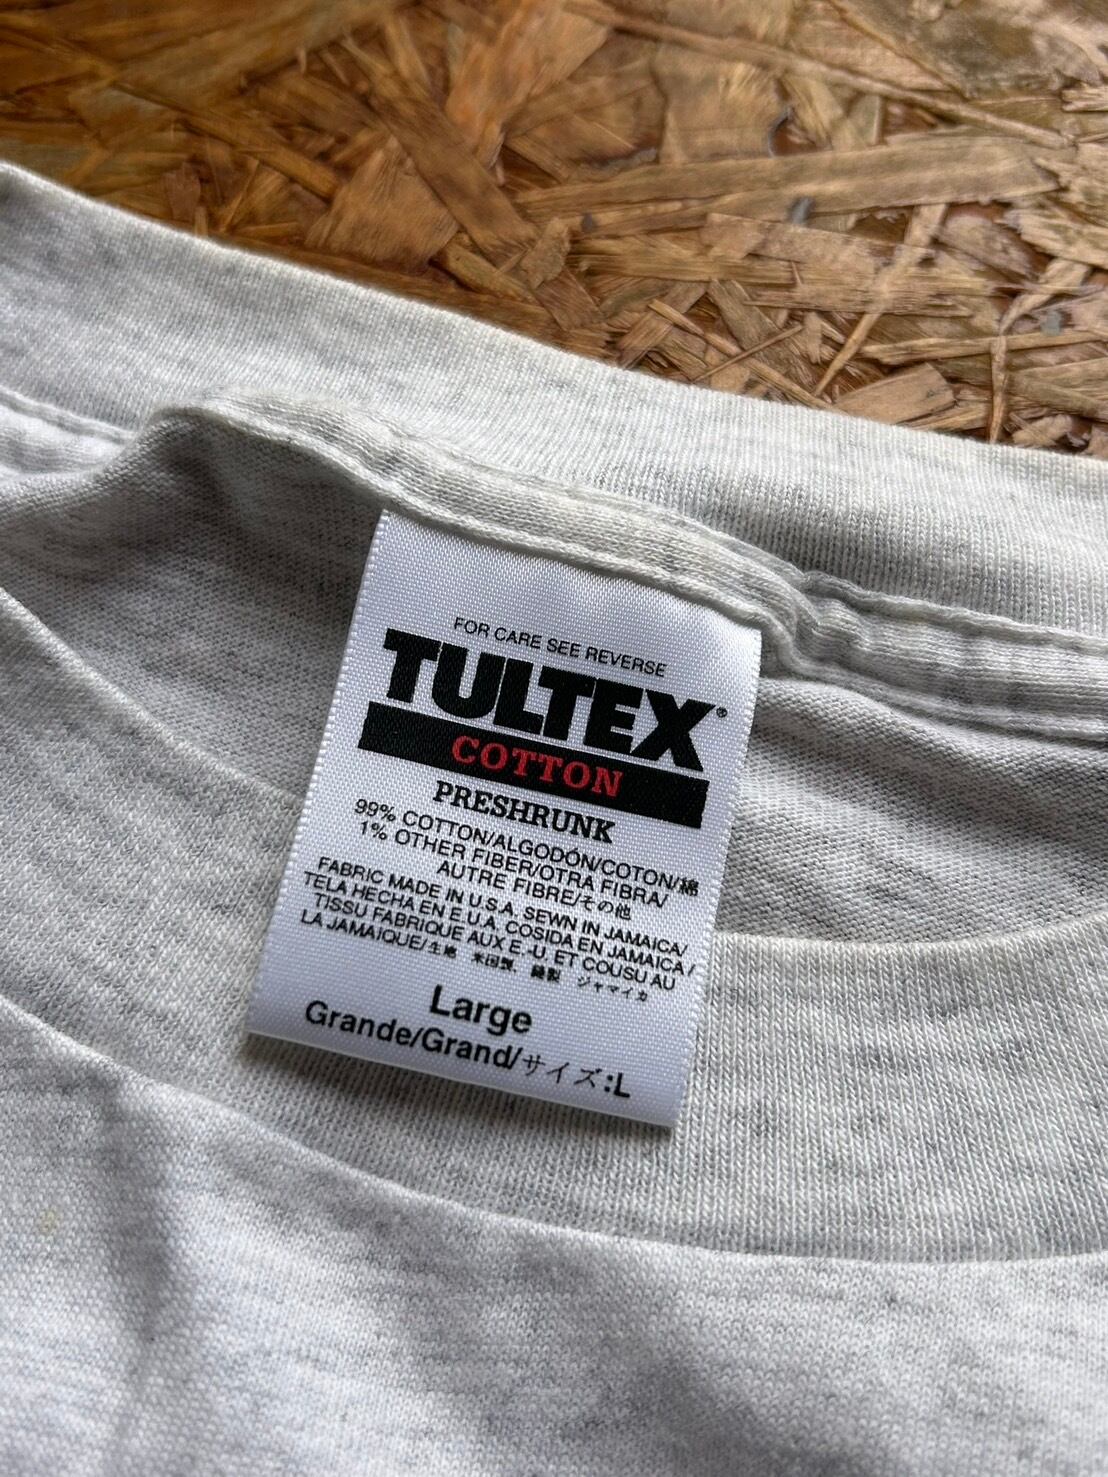 FOR CARE SEE REVERSE
TULTEX®
COTTON
PRESHRUNK
99% COTTON/ALGODÓN/COTON/綿
1% OTHER FIBER/OTRA FIBRA/
AUTRE FIBRE/その他
FABRIC MADE IN U.S.A. SEWN IN JAMAICA/
TELA HECHA EN E.U.A. COSIDA EN JAMAICA/
TISSU FABRIQUE AUX E.-U. ET COUSU AU
LA JAMAIQUE/生地 米国製、縫製 ジャマイカ
Large
Grande/Grand/サイズ:L